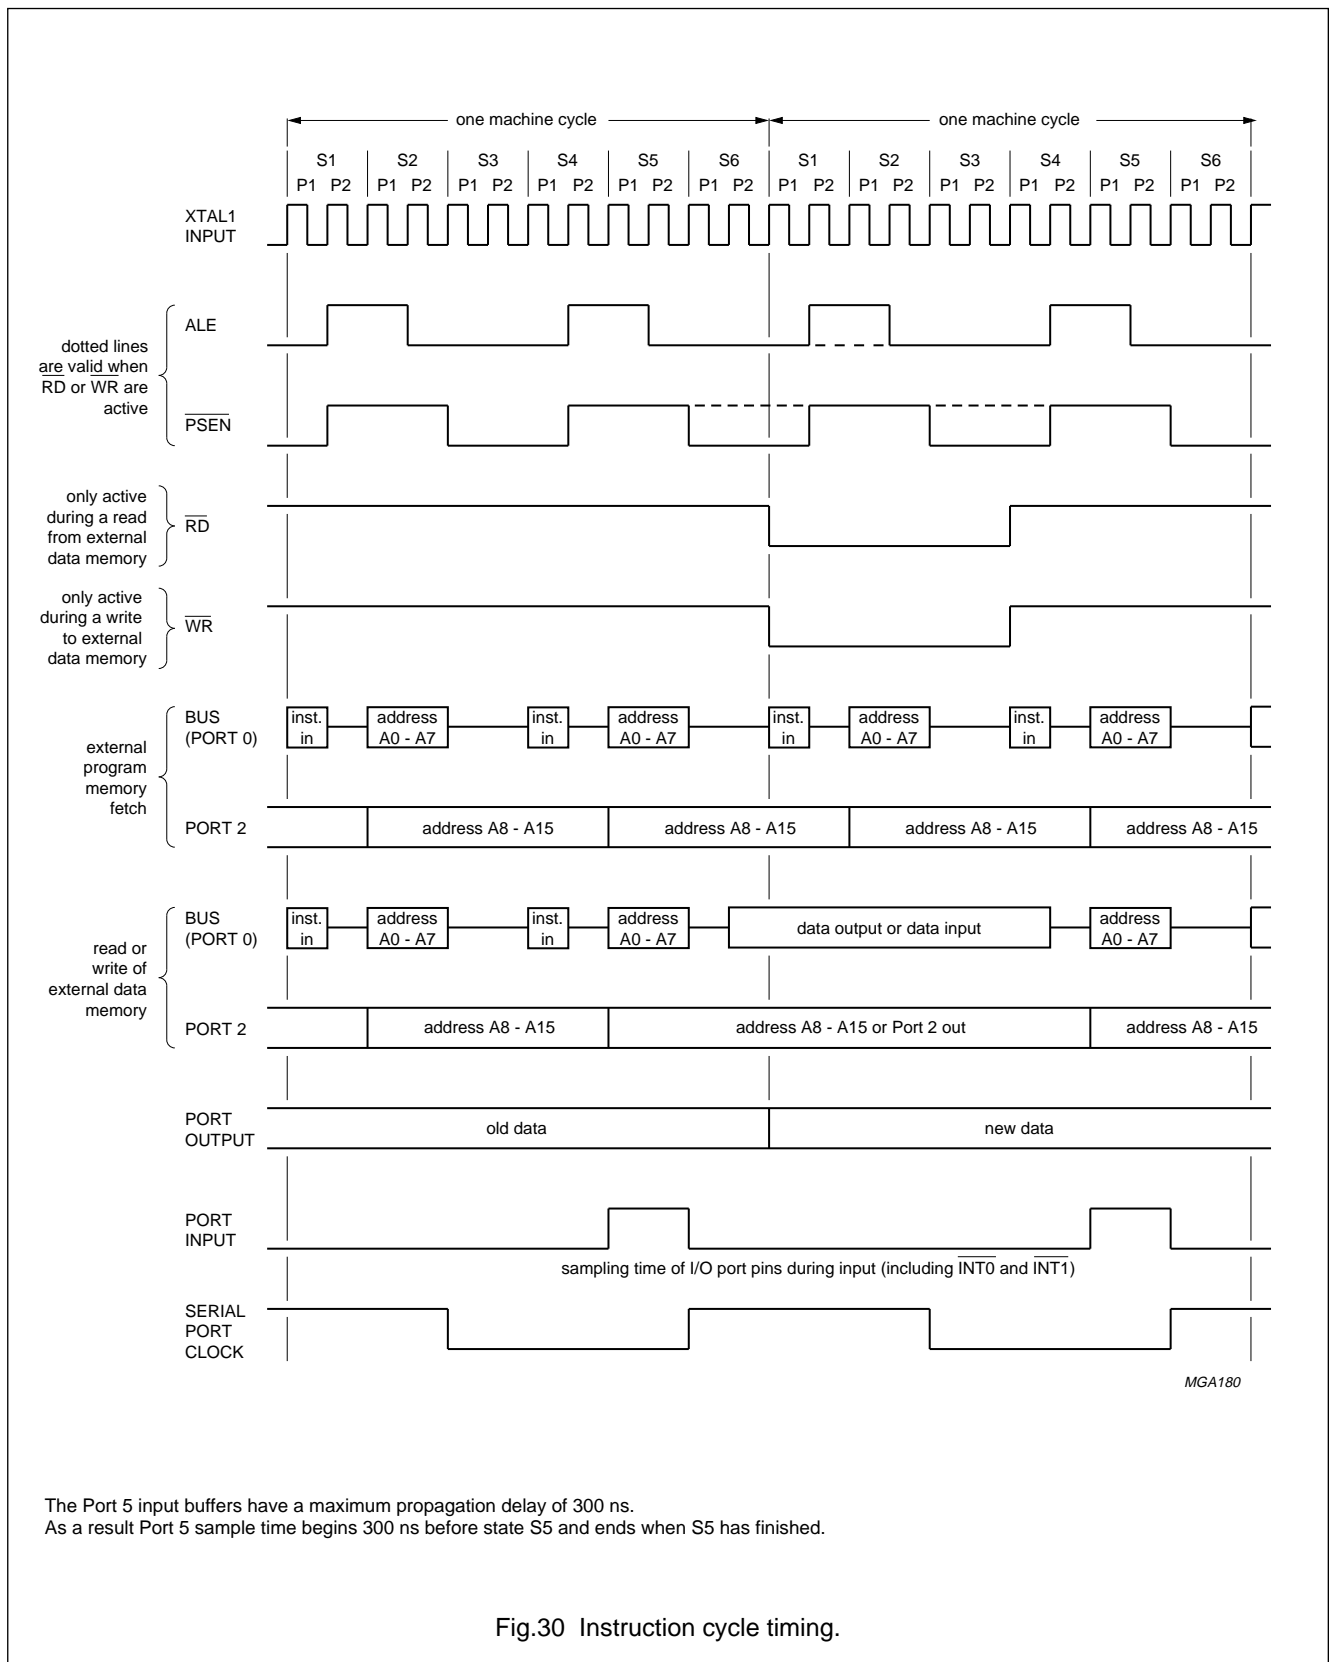 one machine cycle one machine cycle
S1 S2 S3 S4 S5 S6 S1 S2 S3 S4 S5 S6
P1 P2 P1 P2 P1 P2 P1 P2 P1 P2 P1 P2 P1 P2 P1 P2 P1 P2 P1 P2 P1 P2 P1 P2
XTAL1
INPUT
ALE
dotted lines
are valid when
RD or WR are
active
PSEN
only active
during a read
from external
data memory
RD
only active
during a write
to external
data memory
WR
external
program
memory
fetch
BUS
(PORT 0)
inst. address inst. address inst. address inst. address
in A0 - A7 in A0 - A7 in A0 - A7 in A0 - A7
PORT 2
address A8 - A15 address A8 - A15 address A8 - A15 address A8 - A15
read or
write of
external data
memory
BUS
(PORT 0)
inst. address inst. address data output or data input address
in A0 - A7 in A0 - A7 A0 - A7
PORT 2
address A8 - A15 address A8 - A15 or Port 2 out address A8 - A15
PORT
OUTPUT
old data new data
PORT
INPUT
sampling time of I/O port pins during input (including INT0 and INT1)
SERIAL
PORT
CLOCK
MGA180
The Port 5 input buffers have a maximum propagation delay of 300 ns.
As a result Port 5 sample time begins 300 ns before state S5 and ends when S5 has finished.
Fig.30 Instruction cycle timing.